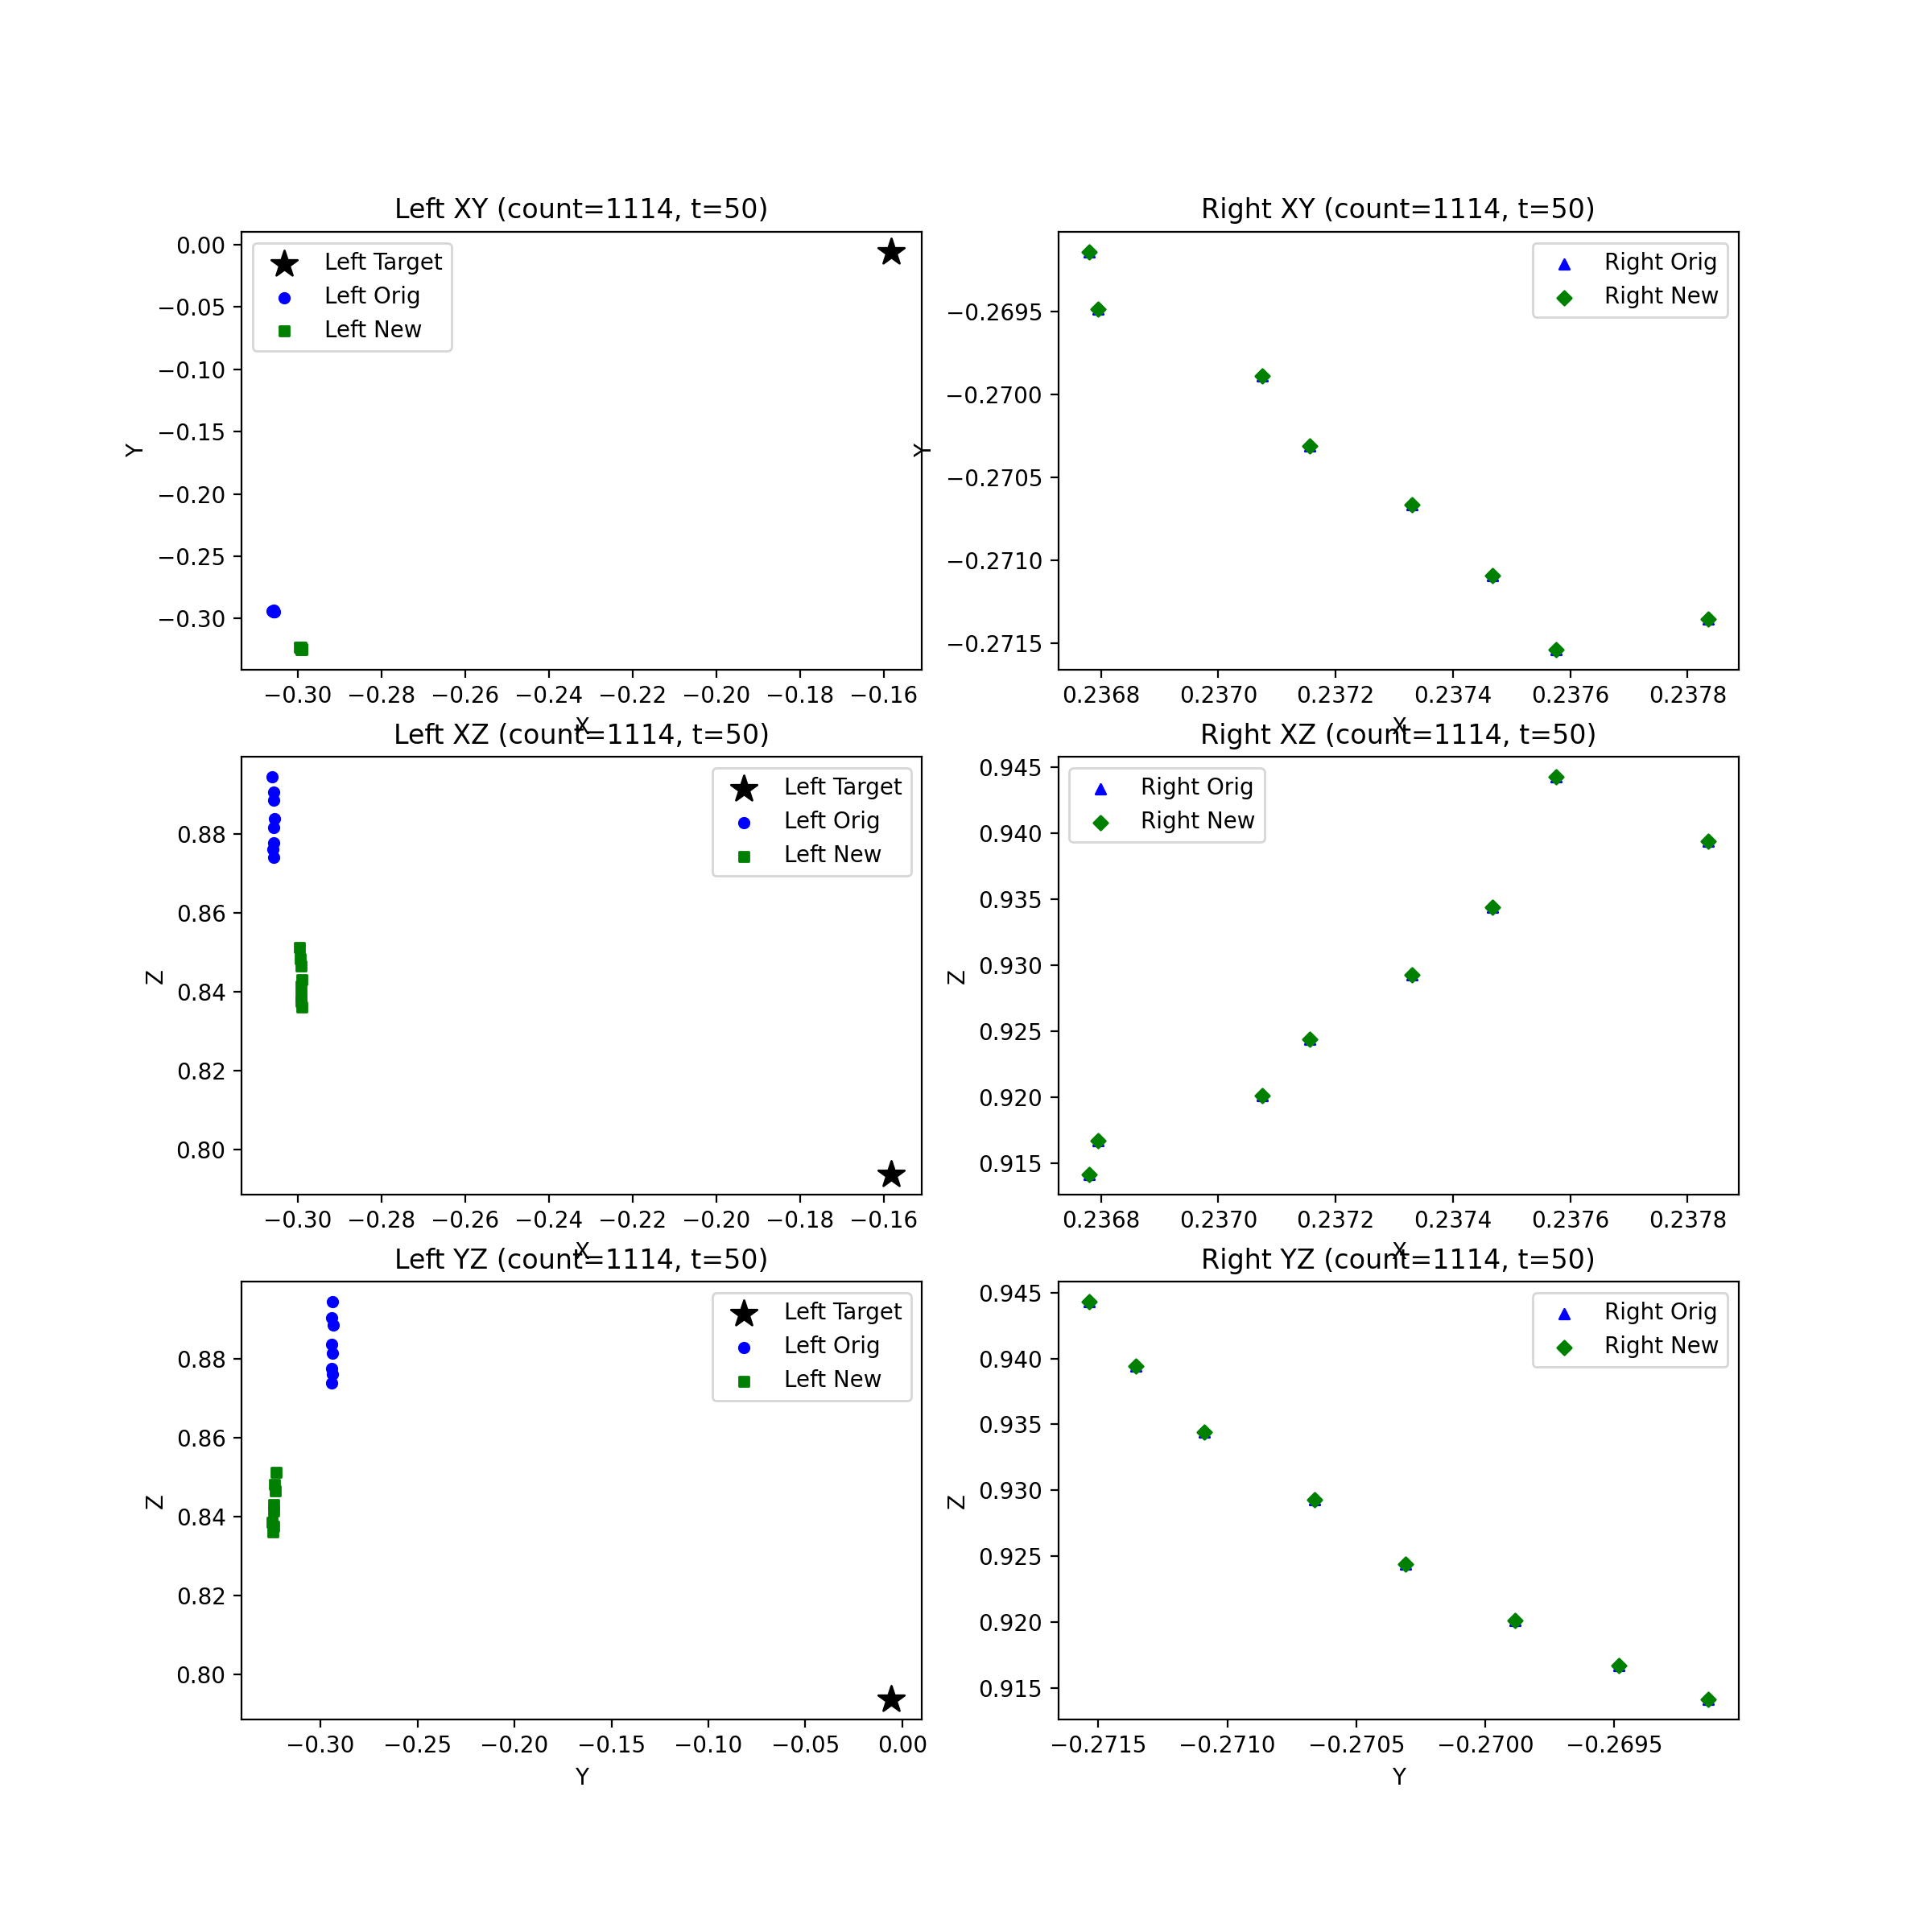 Left XY (count=1114, t=50)
0.00
−0.05
−0.10
−0.15
−0.20
−0.25
−0.30
Y
Left Target
Left Orig
Left New
−0.30 −0.28 −0.26 −0.24 −0.22 −0.20 −0.18 −0.16
X
Right XY (count=1114, t=50)
−0.2695
−0.2700
−0.2705
−0.2710
−0.2715
Y
Right Orig
Right New
0.2368 0.2370 0.2372 0.2374 0.2376 0.2378
X
Left XZ (count=1114, t=50)
0.88
0.86
0.84
0.82
0.80
Z
Left Target
Left Orig
Left New
−0.30 −0.28 −0.26 −0.24 −0.22 −0.20 −0.18 −0.16
X
Right XZ (count=1114, t=50)
0.945
0.940
0.935
0.930
0.925
0.920
0.915
Z
Right Orig
Right New
0.2368 0.2370 0.2372 0.2374 0.2376 0.2378
X
Left YZ (count=1114, t=50)
0.88
0.86
0.84
0.82
0.80
Z
Left Target
Left Orig
Left New
−0.30 −0.25 −0.20 −0.15 −0.10 −0.05 0.00
Y
Right YZ (count=1114, t=50)
0.945
0.940
0.935
0.930
0.925
0.920
0.915
Z
Right Orig
Right New
−0.2715 −0.2710 −0.2705 −0.2700 −0.2695
Y